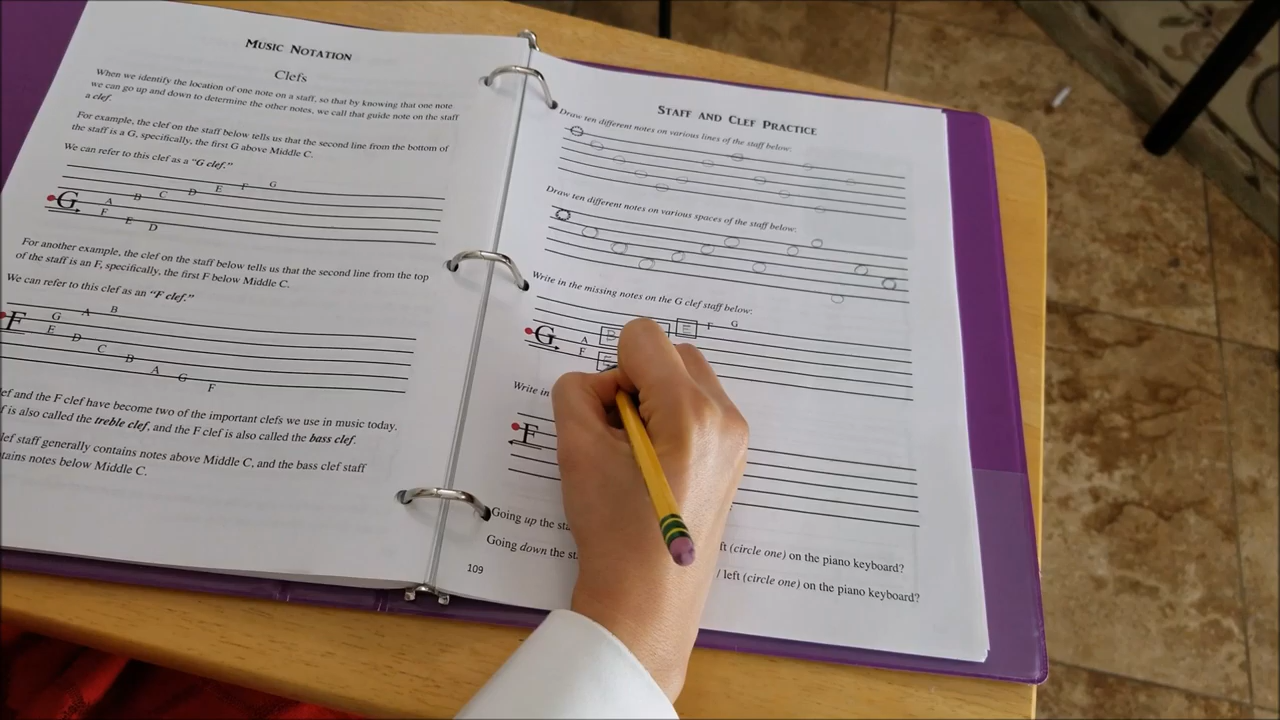 MUSIC NOTATION
Clefs
When we identify the location of one note on a staff, so that by knowing that one note
we can go up and down to determine the other notes, we call that guide note on the staff
a clef.
For example, the clef on the staff below tells us that the second line from the bottom of
the staff is a G, specifically, the first G above Middle C.
We can refer to this clef as a "G clef."
G A B C D E F G
F E D
For another example, the clef on the staff below tells us that the second line from the top
of the staff is an F, specifically, the first F below Middle C.
We can refer to this clef as an "F clef."
F G A B
E D C B A G F
ef and the F clef have become two of the important clefs we use in music today.
f is also called the treble clef, and the F clef is also called the bass clef.
lef staff generally contains notes above Middle C, and the bass clef staff
tains notes below Middle C.
STAFF AND CLEF PRACTICE
Draw ten different notes on various lines of the staff below:
Draw ten different notes on various spaces of the staff below:
Write in the missing notes on the G clef staff below:
G A B E F G
F E
Write in
F
Going up the sta
ft (circle one) on the piano keyboard?
Going down the st
/ left (circle one) on the piano keyboard?
109